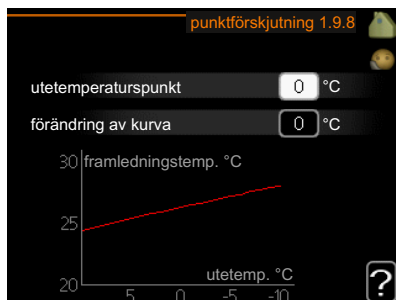 punktförskjutning 1.9.8
utetemperaturspunkt 0 °C
förändring av kurva 0 °C
30 framledningstemp. °C
25
utetemp. °C
20
5 0 -5 -10
?